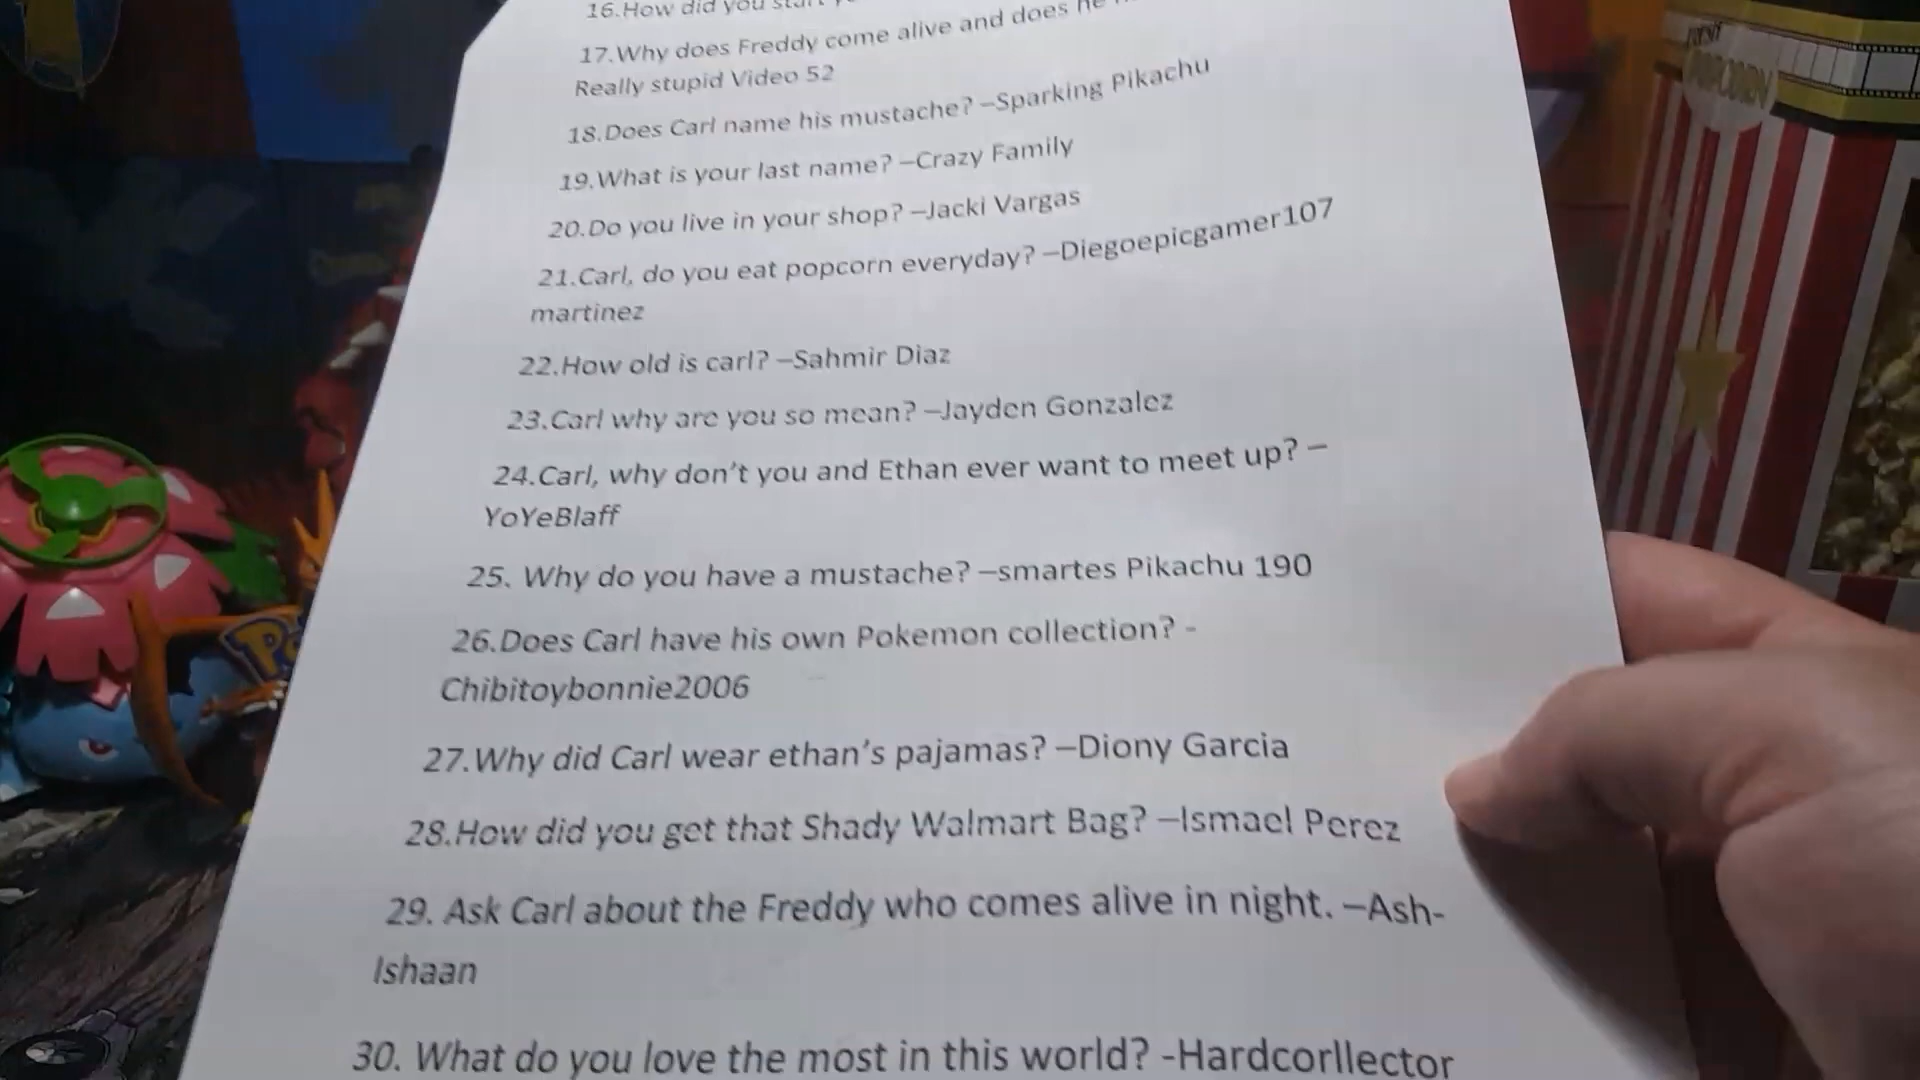 16.How did you start
17.Why does Freddy come alive and does he
Really stupid Video 52
18.Does Carl name his mustache? –Sparking Pikachu
19.What is your last name? –Crazy Family
20.Do you live in your shop? –Jacki Vargas
21.Carl, do you eat popcorn everyday? –Diegoepicgamer107
martinez
22.How old is carl? –Sahmir Diaz
23.Carl why are you so mean? –Jayden Gonzalez
24.Carl, why don't you and Ethan ever want to meet up? –
YoYeBlaff
25. Why do you have a mustache? –smartes Pikachu 190
26.Does Carl have his own Pokemon collection? -
Chibitoybonnie2006
27.Why did Carl wear ethan's pajamas? –Diony Garcia
28.How did you get that Shady Walmart Bag? –Ismael Perez
29. Ask Carl about the Freddy who comes alive in night. –Ash-
Ishaan
30. What do you love the most in this world? -Hardcorllector
POPCORN